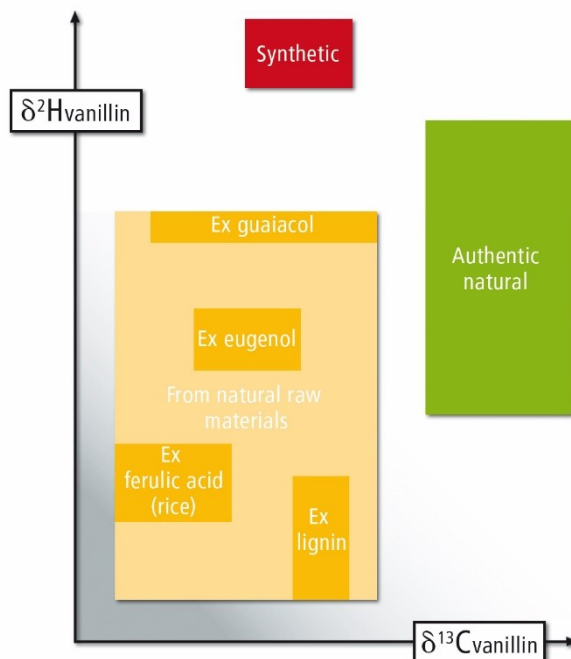 Synthetic
δ²Hvanillin
Ex guaiacol
Authentic
natural
Ex eugenol
From natural raw
materials
Ex
ferulic acid
(rice)
Ex
lignin
δ¹³Cvanillin